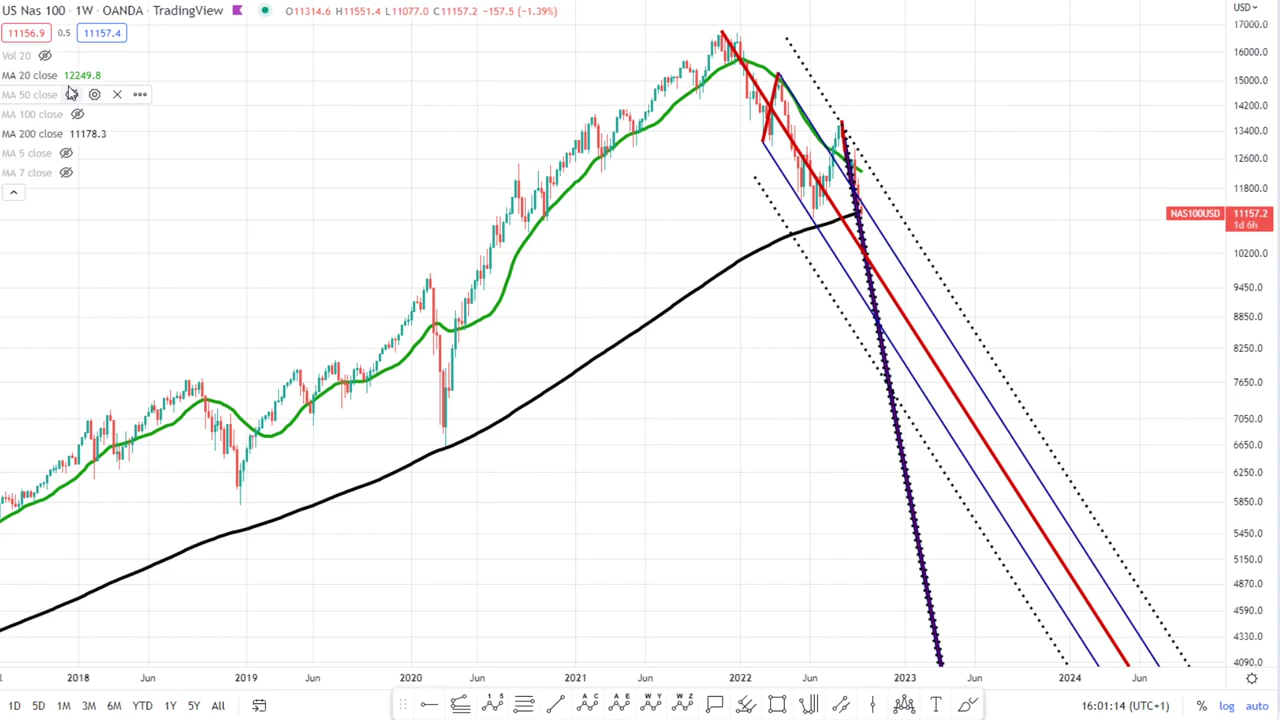 US Nas 100 · 1W · OANDA · TradingView O11314.6 H11551.4 L11077.0 C11157.2 −157.5 (−1.39%) USD
11156.9 0.5 11157.4
Vol 20
MA 20 close 12249.8
MA 50 close
MA 100 close
MA 200 close 11178.3
MA 5 close
MA 7 close
17000.0
16000.0
15000.0
14200.0
13400.0
12600.0
11800.0
NAS100USD 11157.2
1d 6h
10200.0
9450.0
8850.0
8250.0
7650.0
7050.0
6650.0
6250.0
5850.0
5450.0
5150.0
4870.0
4590.0
4330.0
4090.0
2018 Jun 2019 Jun 2020 Jun 2021 Jun 2022 Jun 2023 Jun 2024 Jun
1D 5D 1M 3M 6M YTD 1Y 5Y All 16:01:14 (UTC+1) % log auto